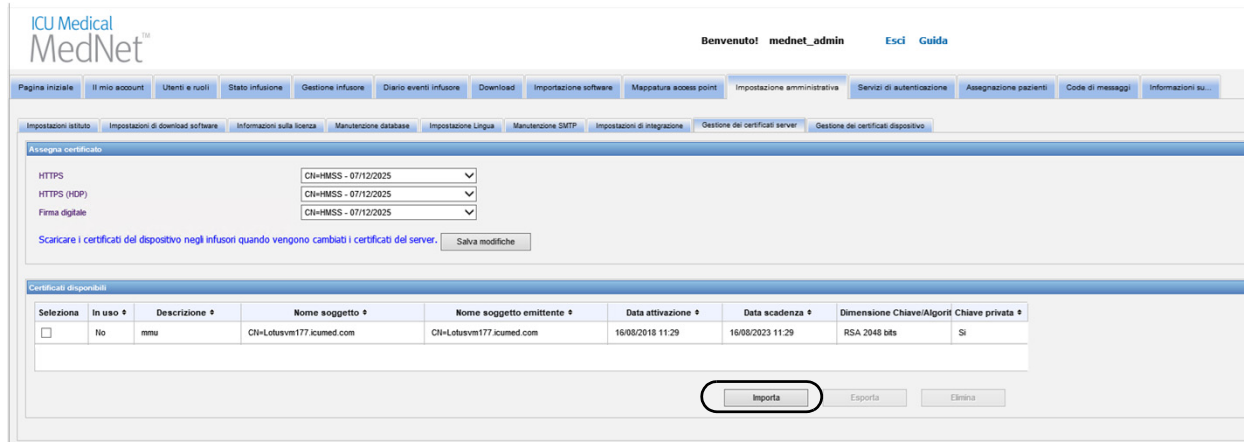 ICU Medical
MedNet™
Benvenuto! mednet_admin Esci Guida
Pagina iniziale Il mio account Utenti e ruoli Stato infusione Gestione infusore Diario eventi infusore Download Importazione software Mappatura access point Impostazione amministrativa Servizi di autenticazione Assegnazione pazienti Code di messaggi Informazioni su...
Impostazioni istituto Impostazioni di download software Informazioni sulla licenza Manutenzione database Impostazione Lingua Manutenzione SMTP Impostazioni di integrazione Gestione dei certificati server Gestione dei certificati dispositivo
Assegna certificato
HTTPS CN=HMSS - 07/12/2025
HTTPS (HDP) CN=HMSS - 07/12/2025
Firma digitale CN=HMSS - 07/12/2025
Scaricare i certificati del dispositivo negli infusori quando vengono cambiati i certificati del server. Salva modifiche
Certificati disponibili
Seleziona In uso Descrizione Nome soggetto Nome soggetto emittente Data attivazione Data scadenza Dimensione Chiave/Algorit Chiave privata
No mmu CN=Lotusvm177.icumed.com CN=Lotusvm177.icumed.com 16/08/2018 11:29 16/08/2023 11:29 RSA 2048 bits Si
Importa Esporta Elimina